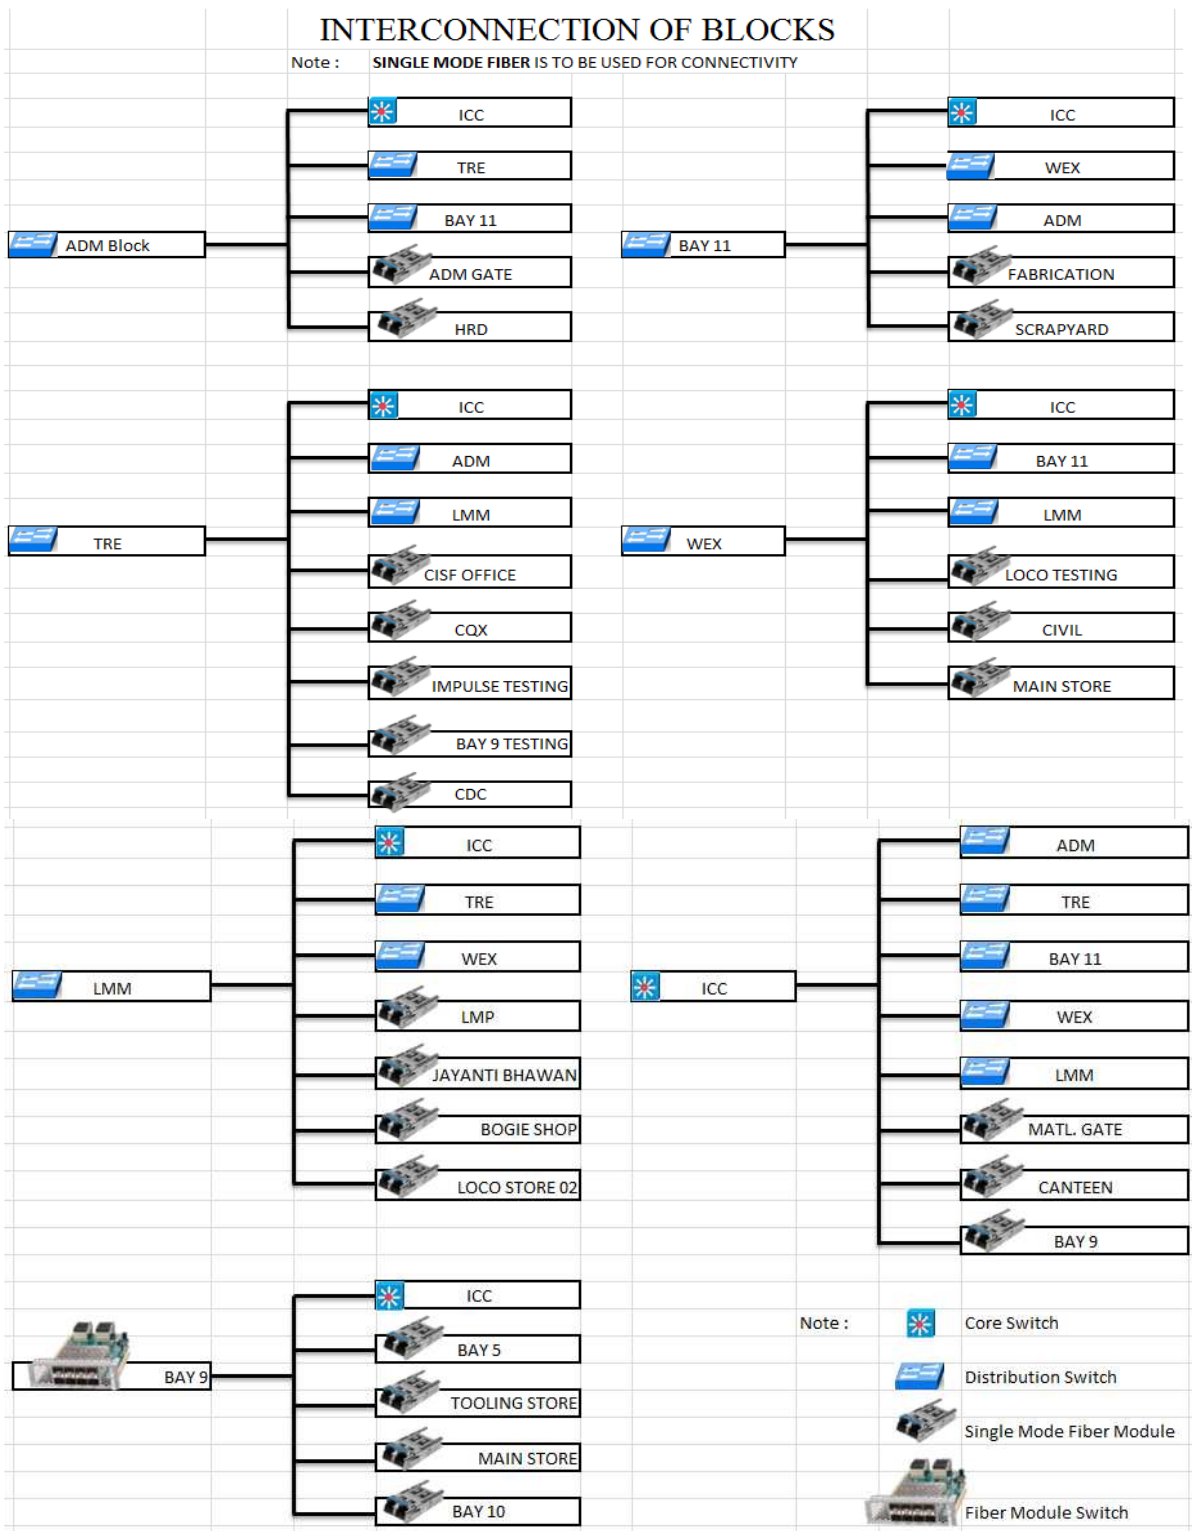 INTERCONNECTION OF BLOCKS
Note : SINGLE MODE FIBER IS TO BE USED FOR CONNECTIVITY
ADM Block
ICC
TRE
BAY 11
ADM GATE
HRD
BAY 11
ICC
WEX
ADM
FABRICATION
SCRAPYARD
TRE
ICC
ADM
LMM
CISF OFFICE
CQX
IMPULSE TESTING
BAY 9 TESTING
CDC
WEX
ICC
BAY 11
LMM
LOCO TESTING
CIVIL
MAIN STORE
LMM
ICC
TRE
WEX
LMP
JAYANTI BHAWAN
BOGIE SHOP
LOCO STORE 02
ICC
ADM
TRE
BAY 11
WEX
LMM
MATL. GATE
CANTEEN
BAY 9
BAY 9
ICC
BAY 5
TOOLING STORE
MAIN STORE
BAY 10
Note :
Core Switch
Distribution Switch
Single Mode Fiber Module
Fiber Module Switch